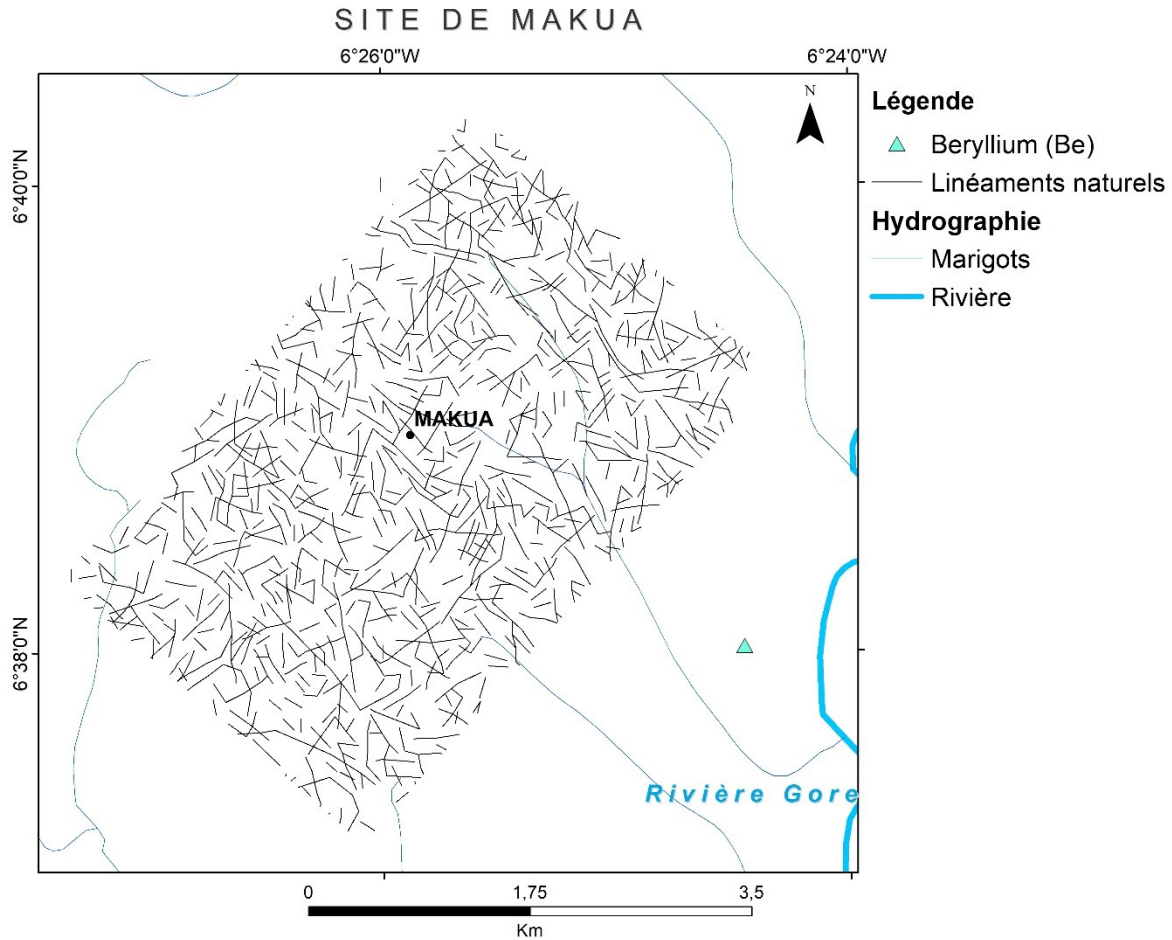 SITE DE MAKUA
6°26'0"W
6°24'0"W
N
6°40'0"N
6°38'0"N
MAKUA
Rivière Gore
Légende
Beryllium (Be)
Linéaments naturels
Hydrographie
Marigots
Rivière
0
1,75
3,5
Km